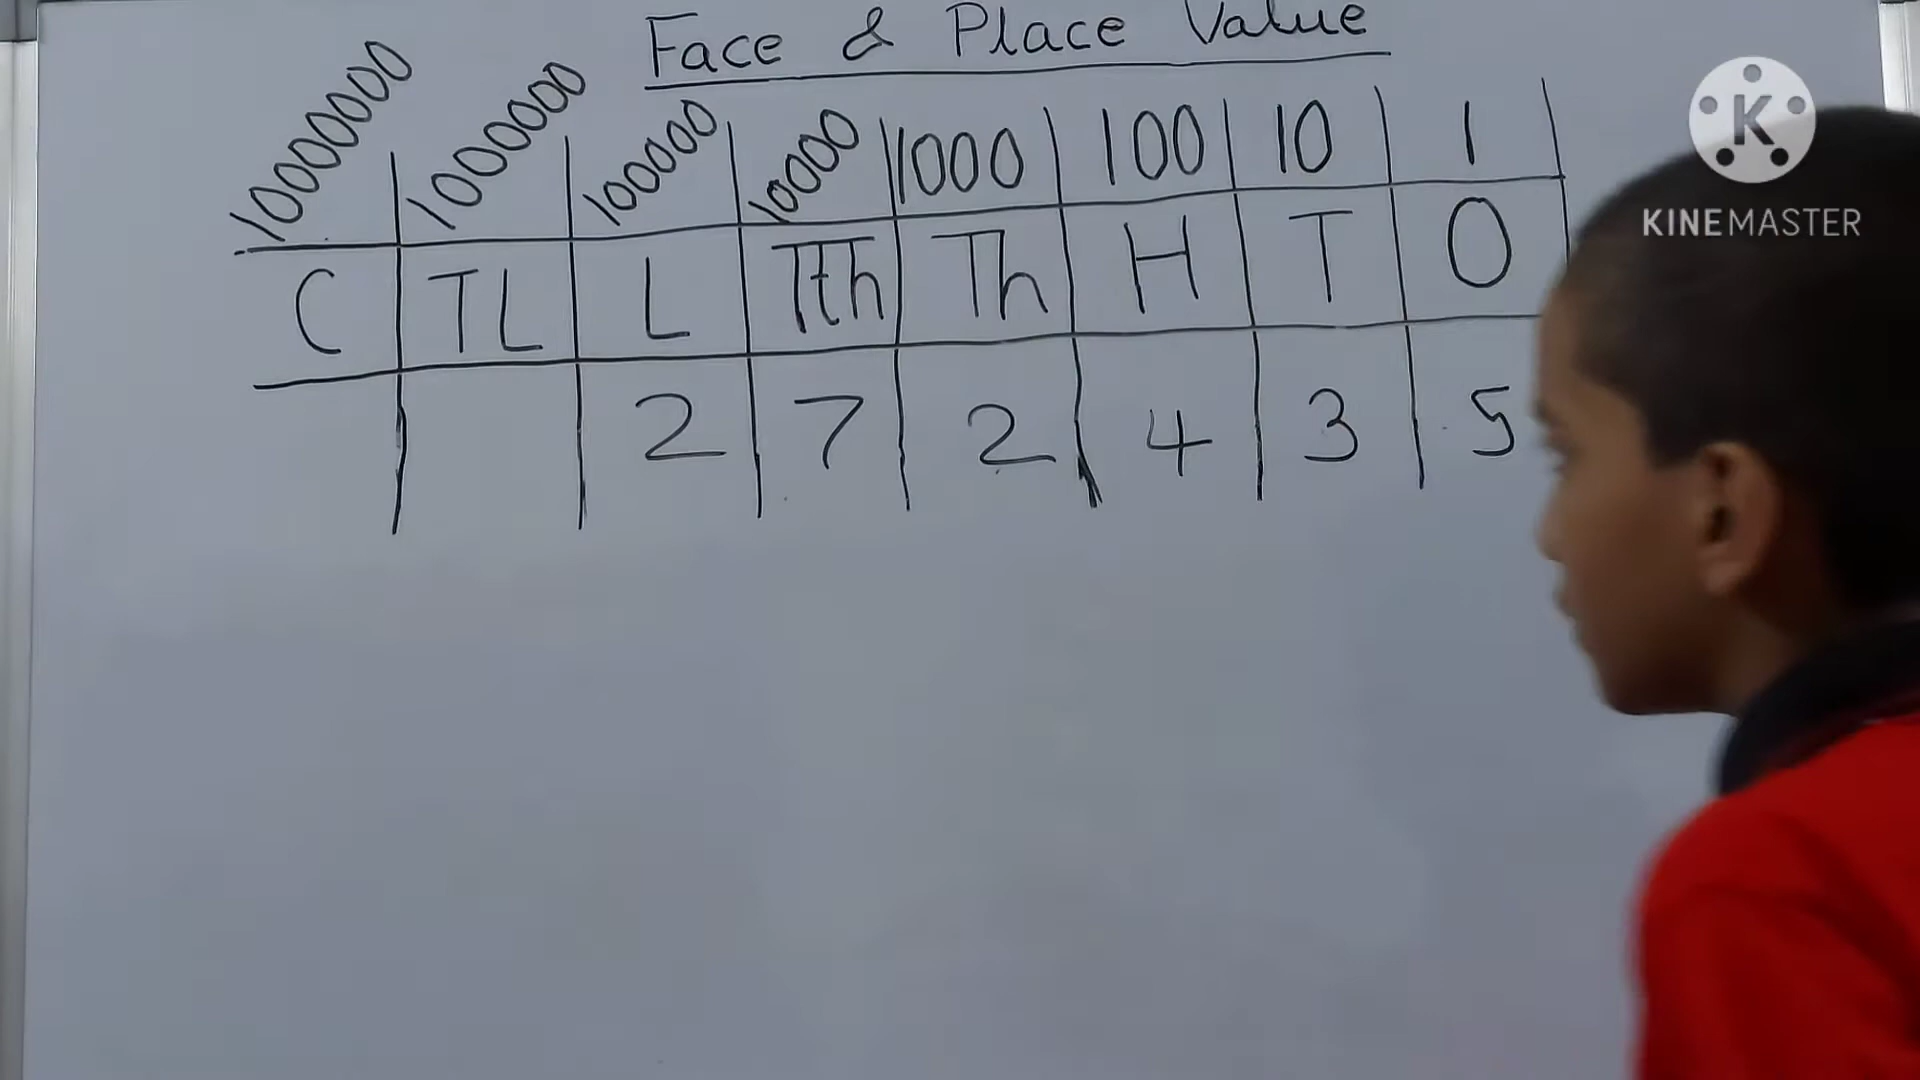 Face & Place Value
10000000 1000000 100000 10000 1000 100 10 1
C TL L Tth Th H T O
2 7 2 4 3 5
K
KINEMASTER